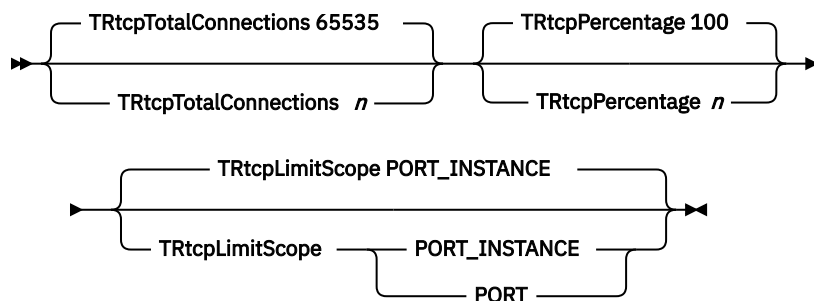 TRtcpTotalConnections 65535
TRtcpPercentage 100
TRtcpTotalConnections n
TRtcpPercentage n
TRtcpLimitScope PORT_INSTANCE
TRtcpLimitScope PORT_INSTANCE
PORT